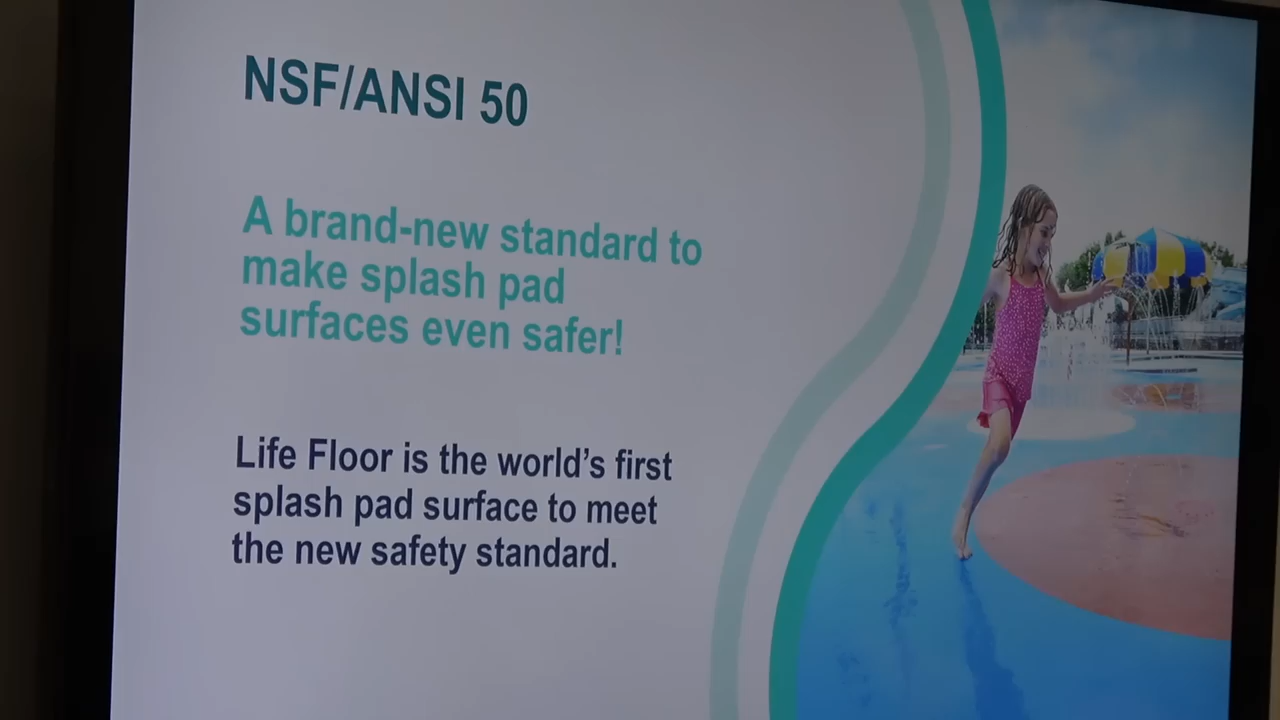 NSF/ANSI 50
A brand-new standard to
make splash pad
surfaces even safer!
Life Floor is the world's first
splash pad surface to meet
the new safety standard.